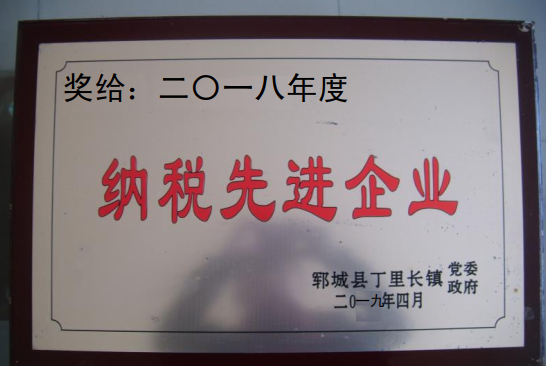 奖给：二〇一八年度
纳税先进企业
郓城县丁里长镇 党委 政府
二0一九年四月